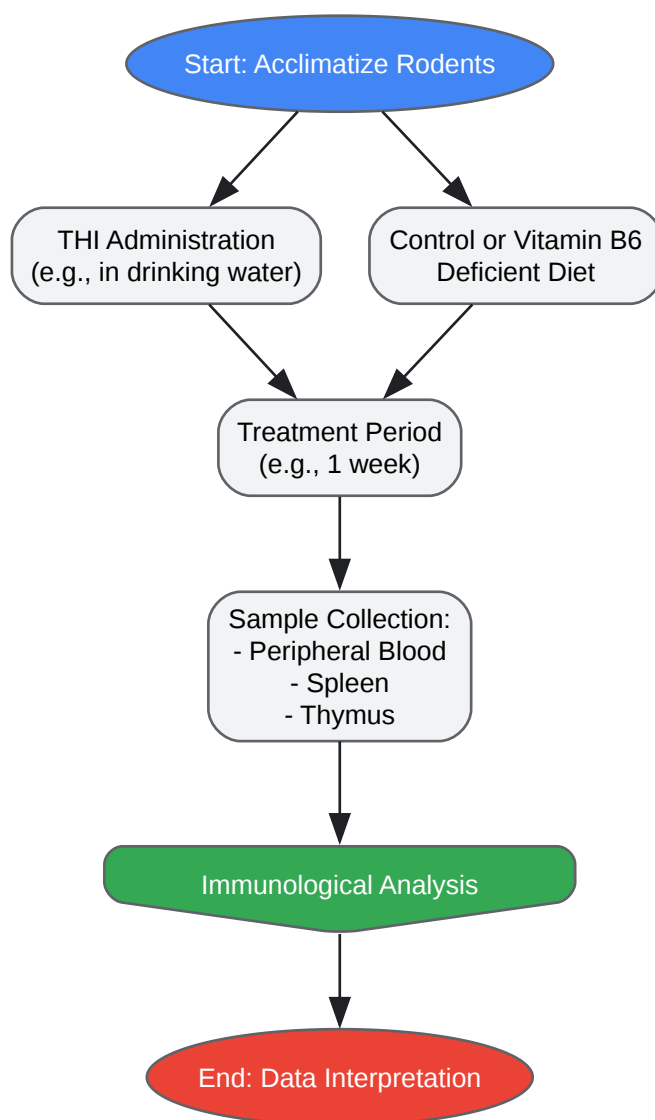 Start: Acclimatize Rodents
THI Administration
(e.g., in drinking water)
Control or Vitamin B6
Deficient Diet
Treatment Period
(e.g., 1 week)
Sample Collection:
- Peripheral Blood
- Spleen
- Thymus
Immunological Analysis
End: Data Interpretation